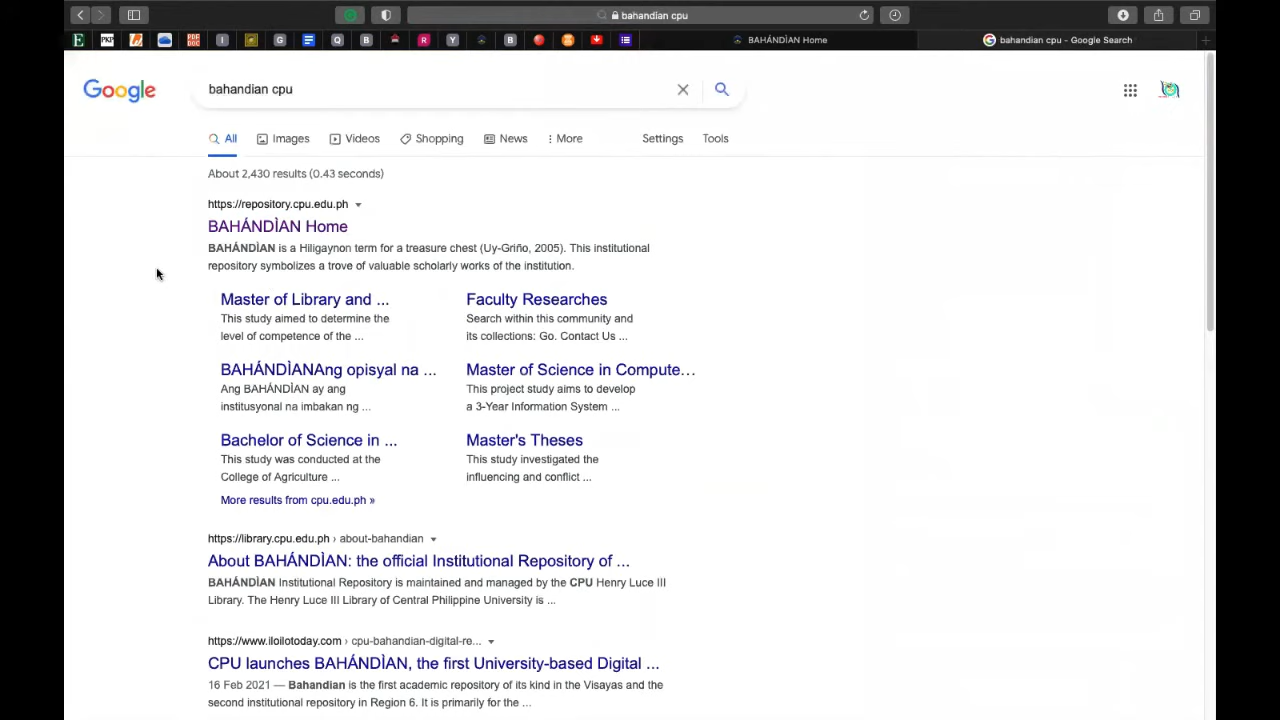 bahandian cpu
BAHÁNDÌAN Home
bahandian cpu - Google Search
Google
bahandian cpu
All
Images
Videos
Shopping
News
More
Settings
Tools
About 2,430 results (0.43 seconds)
https://repository.cpu.edu.ph
BAHÁNDÌAN Home
BAHÁNDÌAN is a Hiligaynon term for a treasure chest (Uy-Griño, 2005). This institutional
repository symbolizes a trove of valuable scholarly works of the institution.
Master of Library and ...
This study aimed to determine the
level of competence of the ...
Faculty Researches
Search within this community and
its collections: Go. Contact Us ...
BAHÁNDÌANAng opisyal na ...
Ang BAHÁNDÌAN ay ang
institusyonal na imbakan ng ...
Master of Science in Compute...
This project study aims to develop
a 3-Year Information System ...
Bachelor of Science in ...
This study was conducted at the
College of Agriculture ...
Master's Theses
This study investigated the
influencing and conflict ...
More results from cpu.edu.ph »
https://library.cpu.edu.ph › about-bahandian
About BAHÁNDÌAN: the official Institutional Repository of ...
BAHÁNDÌAN Institutional Repository is maintained and managed by the CPU Henry Luce III
Library. The Henry Luce III Library of Central Philippine University is ...
https://www.iloilotoday.com › cpu-bahandian-digital-re...
CPU launches BAHÁNDÌAN, the first University-based Digital ...
16 Feb 2021 — Bahandian is the first academic repository of its kind in the Visayas and the
second institutional repository in Region 6. It is primarily for the ...